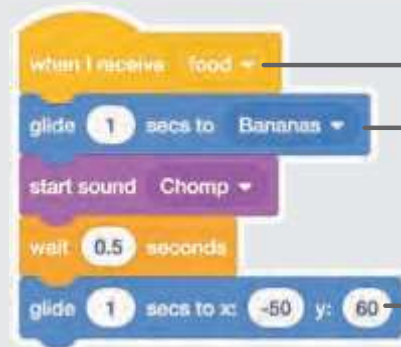 when I receive food
glide 1 secs to Bananas
start sound Chomp
wait 0.5 seconds
glide 1 secs to x: -50 y: 60